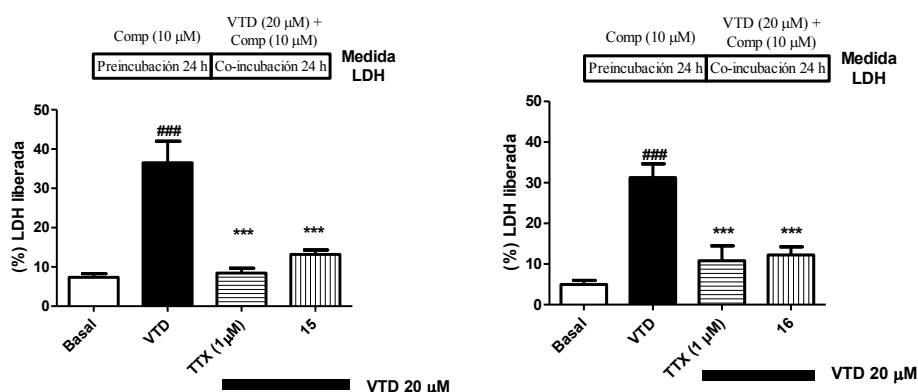 Comp (10 μM)
VTD (20 μM) +
Comp (10 μM)
Preincubación 24 h
Co-incubación 24 h
Medida
LDH
(%) LDH liberada
50
40
30
20
10
0
###
***
***
Basal
VTD
TTX (1μM)
15
VTD 20 μM
Comp (10 μM)
VTD (20 μM) +
Comp (10 μM)
Preincubación 24 h
Co-incubación 24 h
Medida
LDH
(%) LDH liberada
50
40
30
20
10
0
###
***
***
Basal
VTD
TTX (1 μM)
16
VTD 20 μM